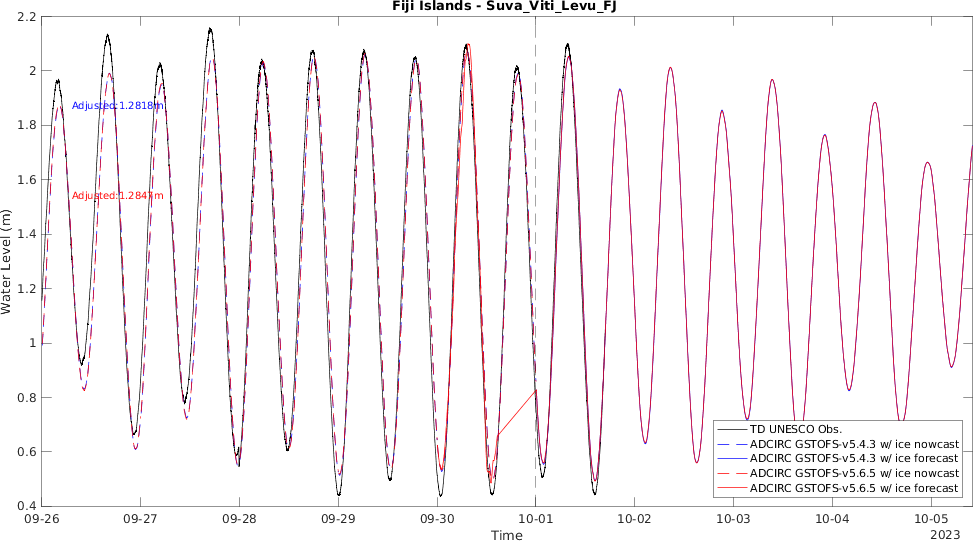 Fiji Islands - Suva_Viti_Levu_FJ
2.2
2
1.8
1.6
1.4
1.2
1
0.8
0.6
0.4
Water Level (m)
Adjusted:1.2818m
Adjusted:1.2847m
TD UNESCO Obs.
ADCIRC GSTOFS-v5.4.3 w/ ice nowcast
ADCIRC GSTOFS-v5.4.3 w/ ice forecast
ADCIRC GSTOFS-v5.6.5 w/ ice nowcast
ADCIRC GSTOFS-v5.6.5 w/ ice forecast
09-26 09-27 09-28 09-29 09-30 10-01 10-02 10-03 10-04 10-05
Time
2023